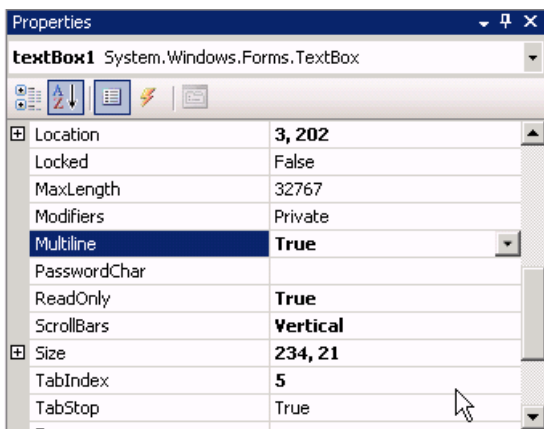 Properties
textBox1 System.Windows.Forms.TextBox
Location 3, 202
Locked False
MaxLength 32767
Modifiers Private
Multiline True
PasswordChar
ReadOnly True
ScrollBars Vertical
Size 234, 21
TabIndex 5
TabStop True